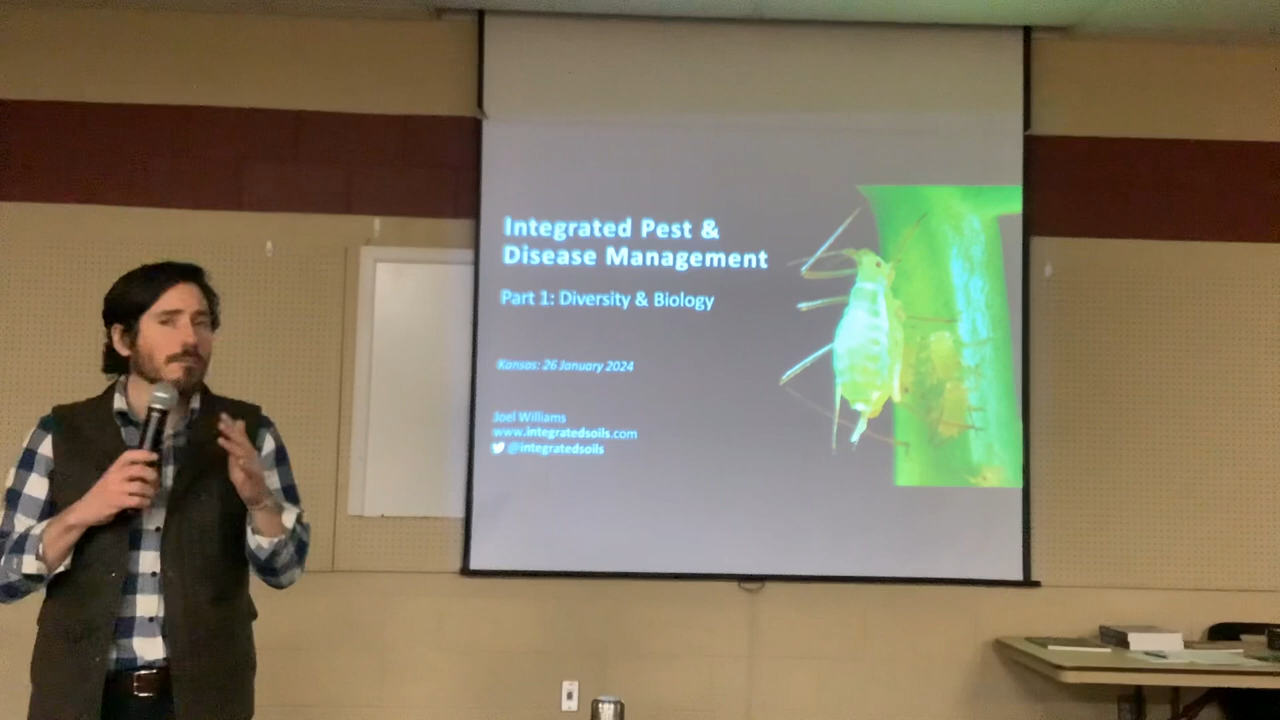 Integrated Pest &
Disease Management
Part 1: Diversity & Biology
Kansas: 26 January 2024
Joel Williams
www.integratedsoils.com
@integratedsoils